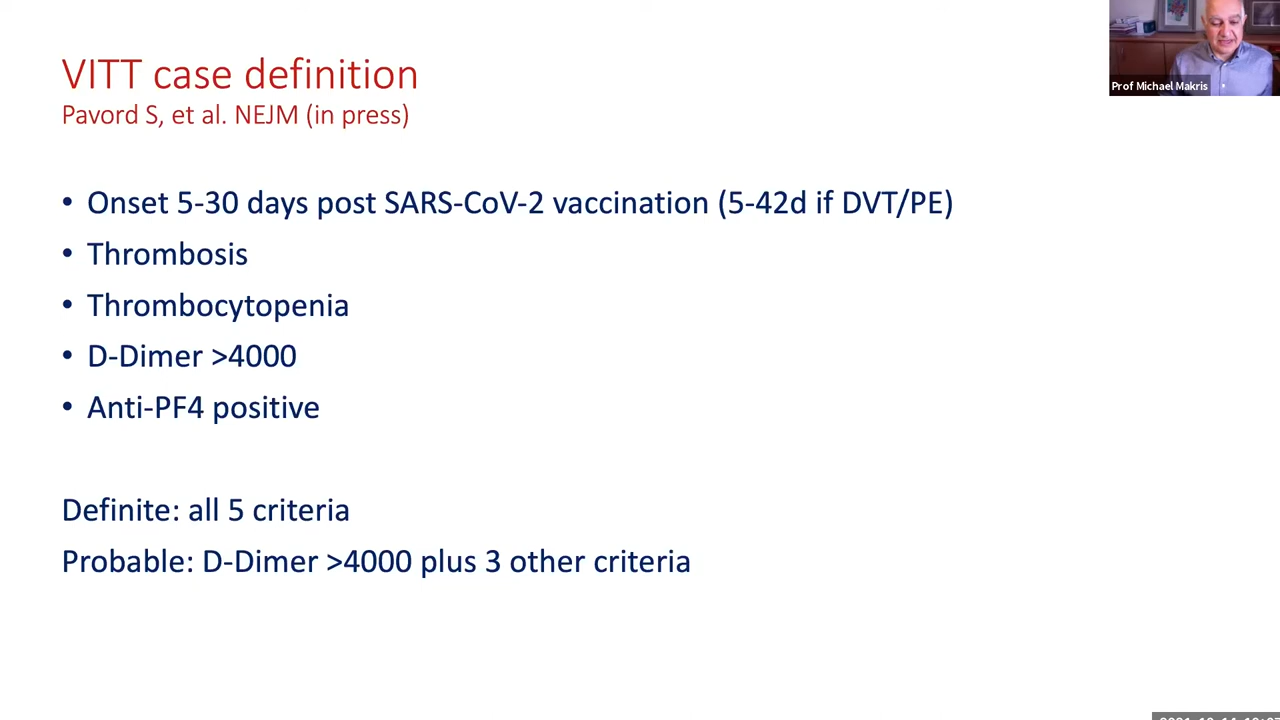 VITT case definition
Pavord S, et al. NEJM (in press)
Prof Michael Makris
• Onset 5-30 days post SARS-CoV-2 vaccination (5-42d if DVT/PE)
• Thrombosis
• Thrombocytopenia
• D-Dimer >4000
• Anti-PF4 positive
Definite: all 5 criteria
Probable: D-Dimer >4000 plus 3 other criteria